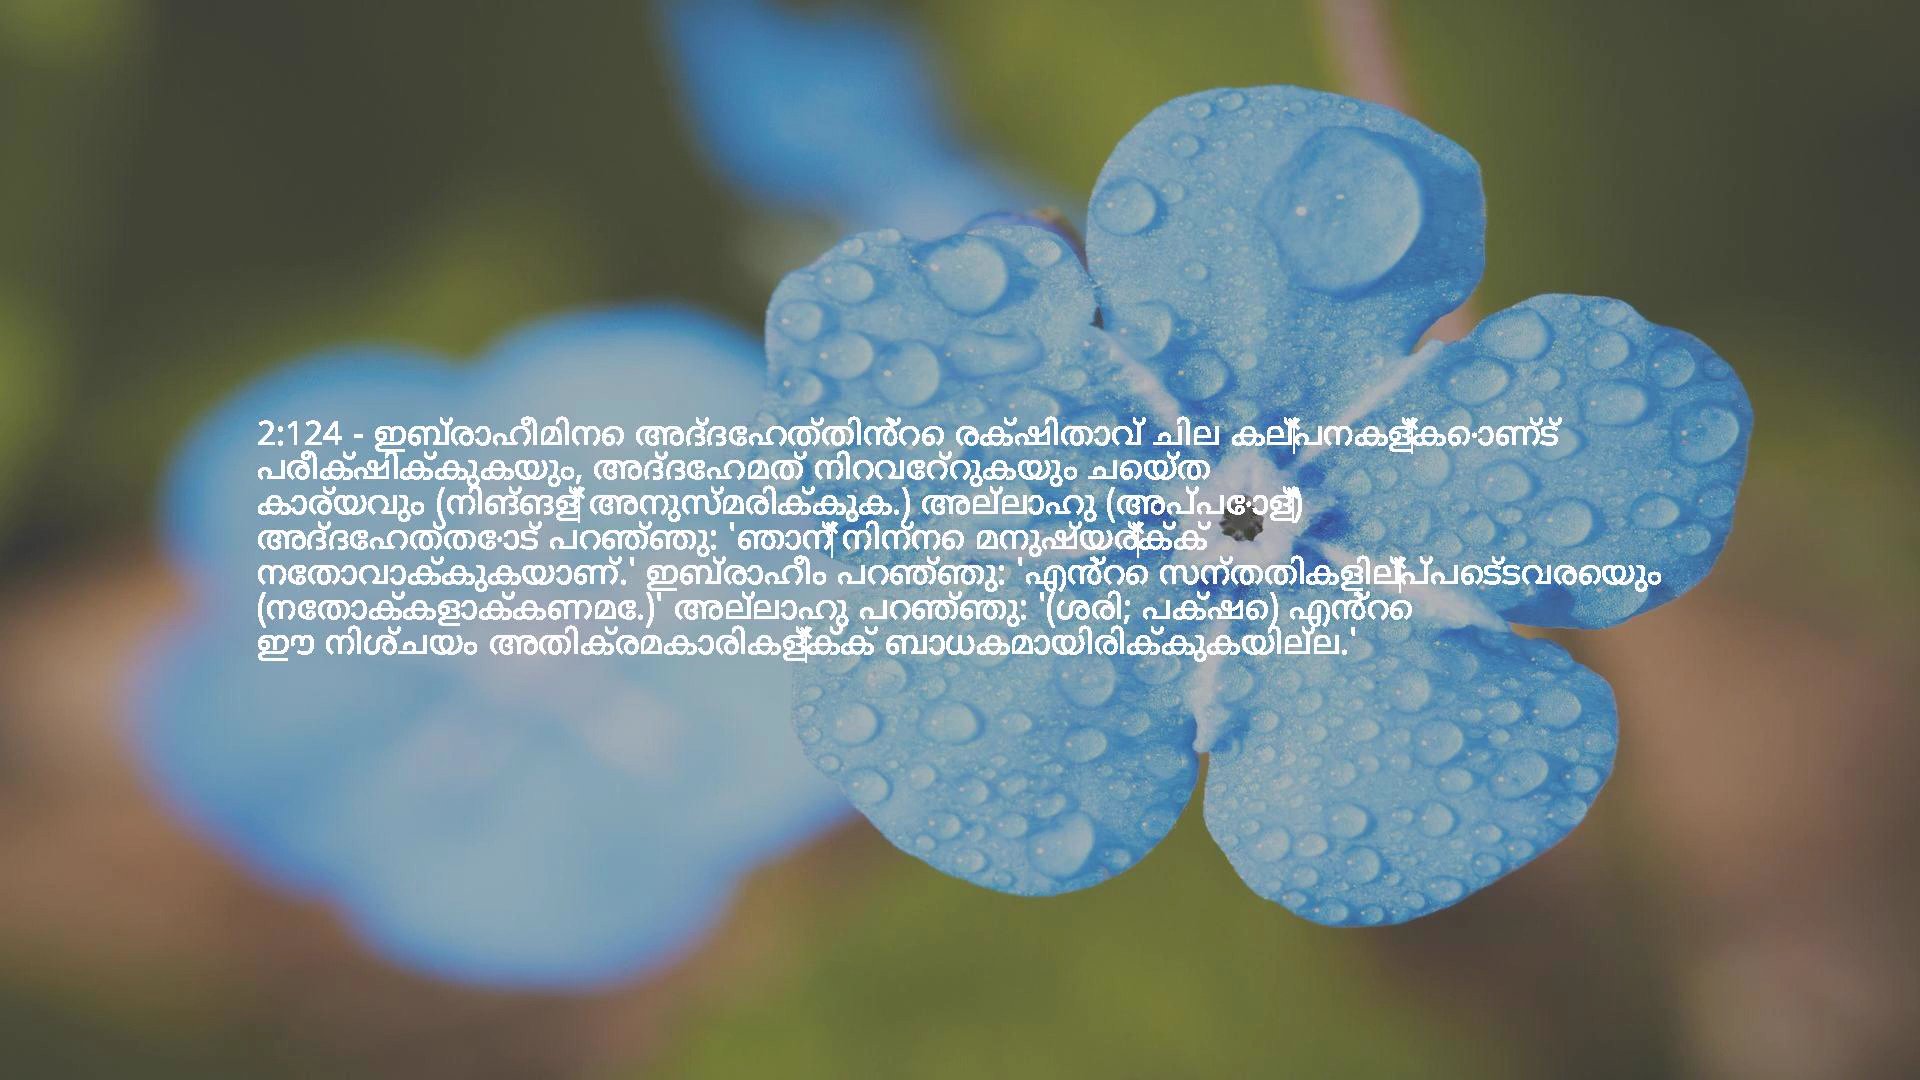 2:124 - ഇബ്‌രാഹീമിനെ അദ്ദേഹത്തിൻ്റെ രക്ഷിതാവ് ചില കല്‍പനകള്‍കൊണ്ട്
പരീക്ഷിക്കുകയും, അദ്ദേഹമത് നിറവേറ്റുകയും ചെയ്ത
കാര്യവും (നിങ്ങള്‍ അനുസ്മരിക്കുക.) അല്ലാഹു (അപ്പോള്‍)
അദ്ദേഹത്തോട് പറഞ്ഞു: 'ഞാന്‍ നിന്നെ മനുഷ്യര്‍ക്ക്
നേതാവാക്കുകയാണ്.' ഇബ്‌രാഹീം പറഞ്ഞു: 'എൻ്റെ സന്തതികളില്‍പ്പെട്ടവരെയും
(നേതാക്കളാക്കണമേ.)' അല്ലാഹു പറഞ്ഞു: '(ശരി; പക്ഷെ) എൻ്റെ
ഈ നിശ്ചയം അതിക്രമകാരികള്‍ക്ക് ബാധകമായിരിക്കുകയില്ല.'